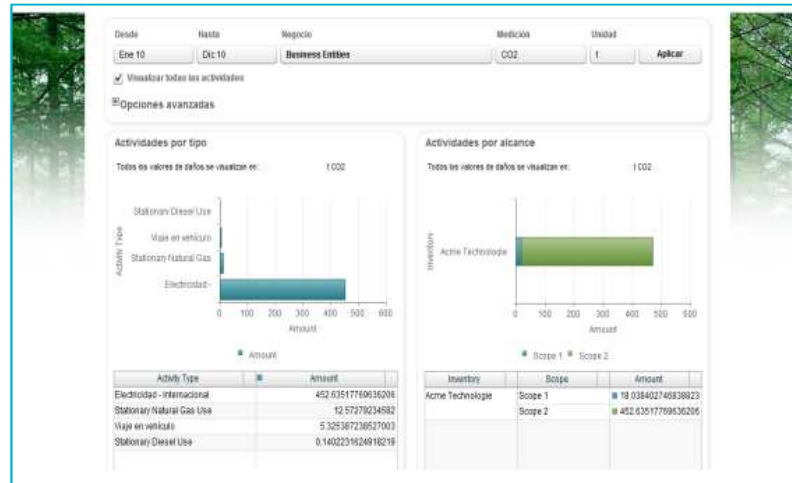 Desde Hasta Negocio Medición Unidad
Ene 10 Dic 10 Business Entities CO2 t Aplicar
Visualizar todas las actividades
Opciones avanzadas
Actividades por tipo
Todos los valores de daños se visualizan en: t CO2
Activity Type
Stationary Diesel Use
Viaje en vehículo
Stationary Natural Gas
Electricidad -
0 100 200 300 400 500 600
Amount
Amount
Activity Type Amount
Electricidad - Internacional 452.63517769636206
Stationary Natural Gas Use 12.57279234582
Viaje en vehículo 5.325387238527003
Stationary Diesel Use 0.1402231624918219
Actividades por alcance
Todos los valores de daños se visualizan en: t CO2
Inventory
Acme Technologie
0 100 200 300 400 500 600
Amount
Scope 1 Scope 2
Inventory Scope Amount
Acme Technologie Scope 1 18.038402746838823
Scope 2 452.63517769636206